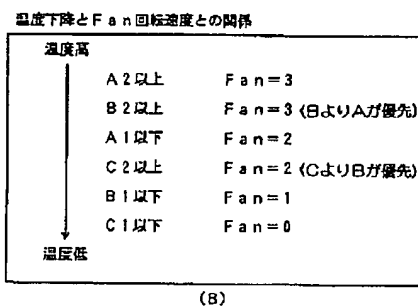 温度下降とFan回転速度との関係
温度高
A2以上 Fan=3
B2以上 Fan=3(BよりAが優先)
A1以下 Fan=2
C2以上 Fan=2(CよりBが優先)
B1以下 Fan=1
C1以下 Fan=0
温度低
(B)